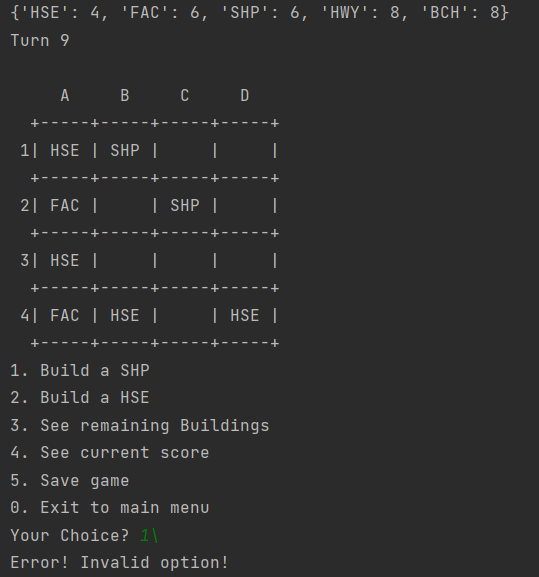 {'HSE': 4, 'FAC': 6, 'SHP': 6, 'HWY': 8, 'BCH': 8}
Turn 9
     A     B     C     D
  +-----+-----+-----+-----+
 1| HSE | SHP |     |     |
  +-----+-----+-----+-----+
 2| FAC |     | SHP |     |
  +-----+-----+-----+-----+
 3| HSE |     |     |     |
  +-----+-----+-----+-----+
 4| FAC | HSE |     | HSE |
  +-----+-----+-----+-----+
1. Build a SHP
2. Build a HSE
3. See remaining Buildings
4. See current score
5. Save game
0. Exit to main menu
Your Choice? 1\
Error! Invalid option!